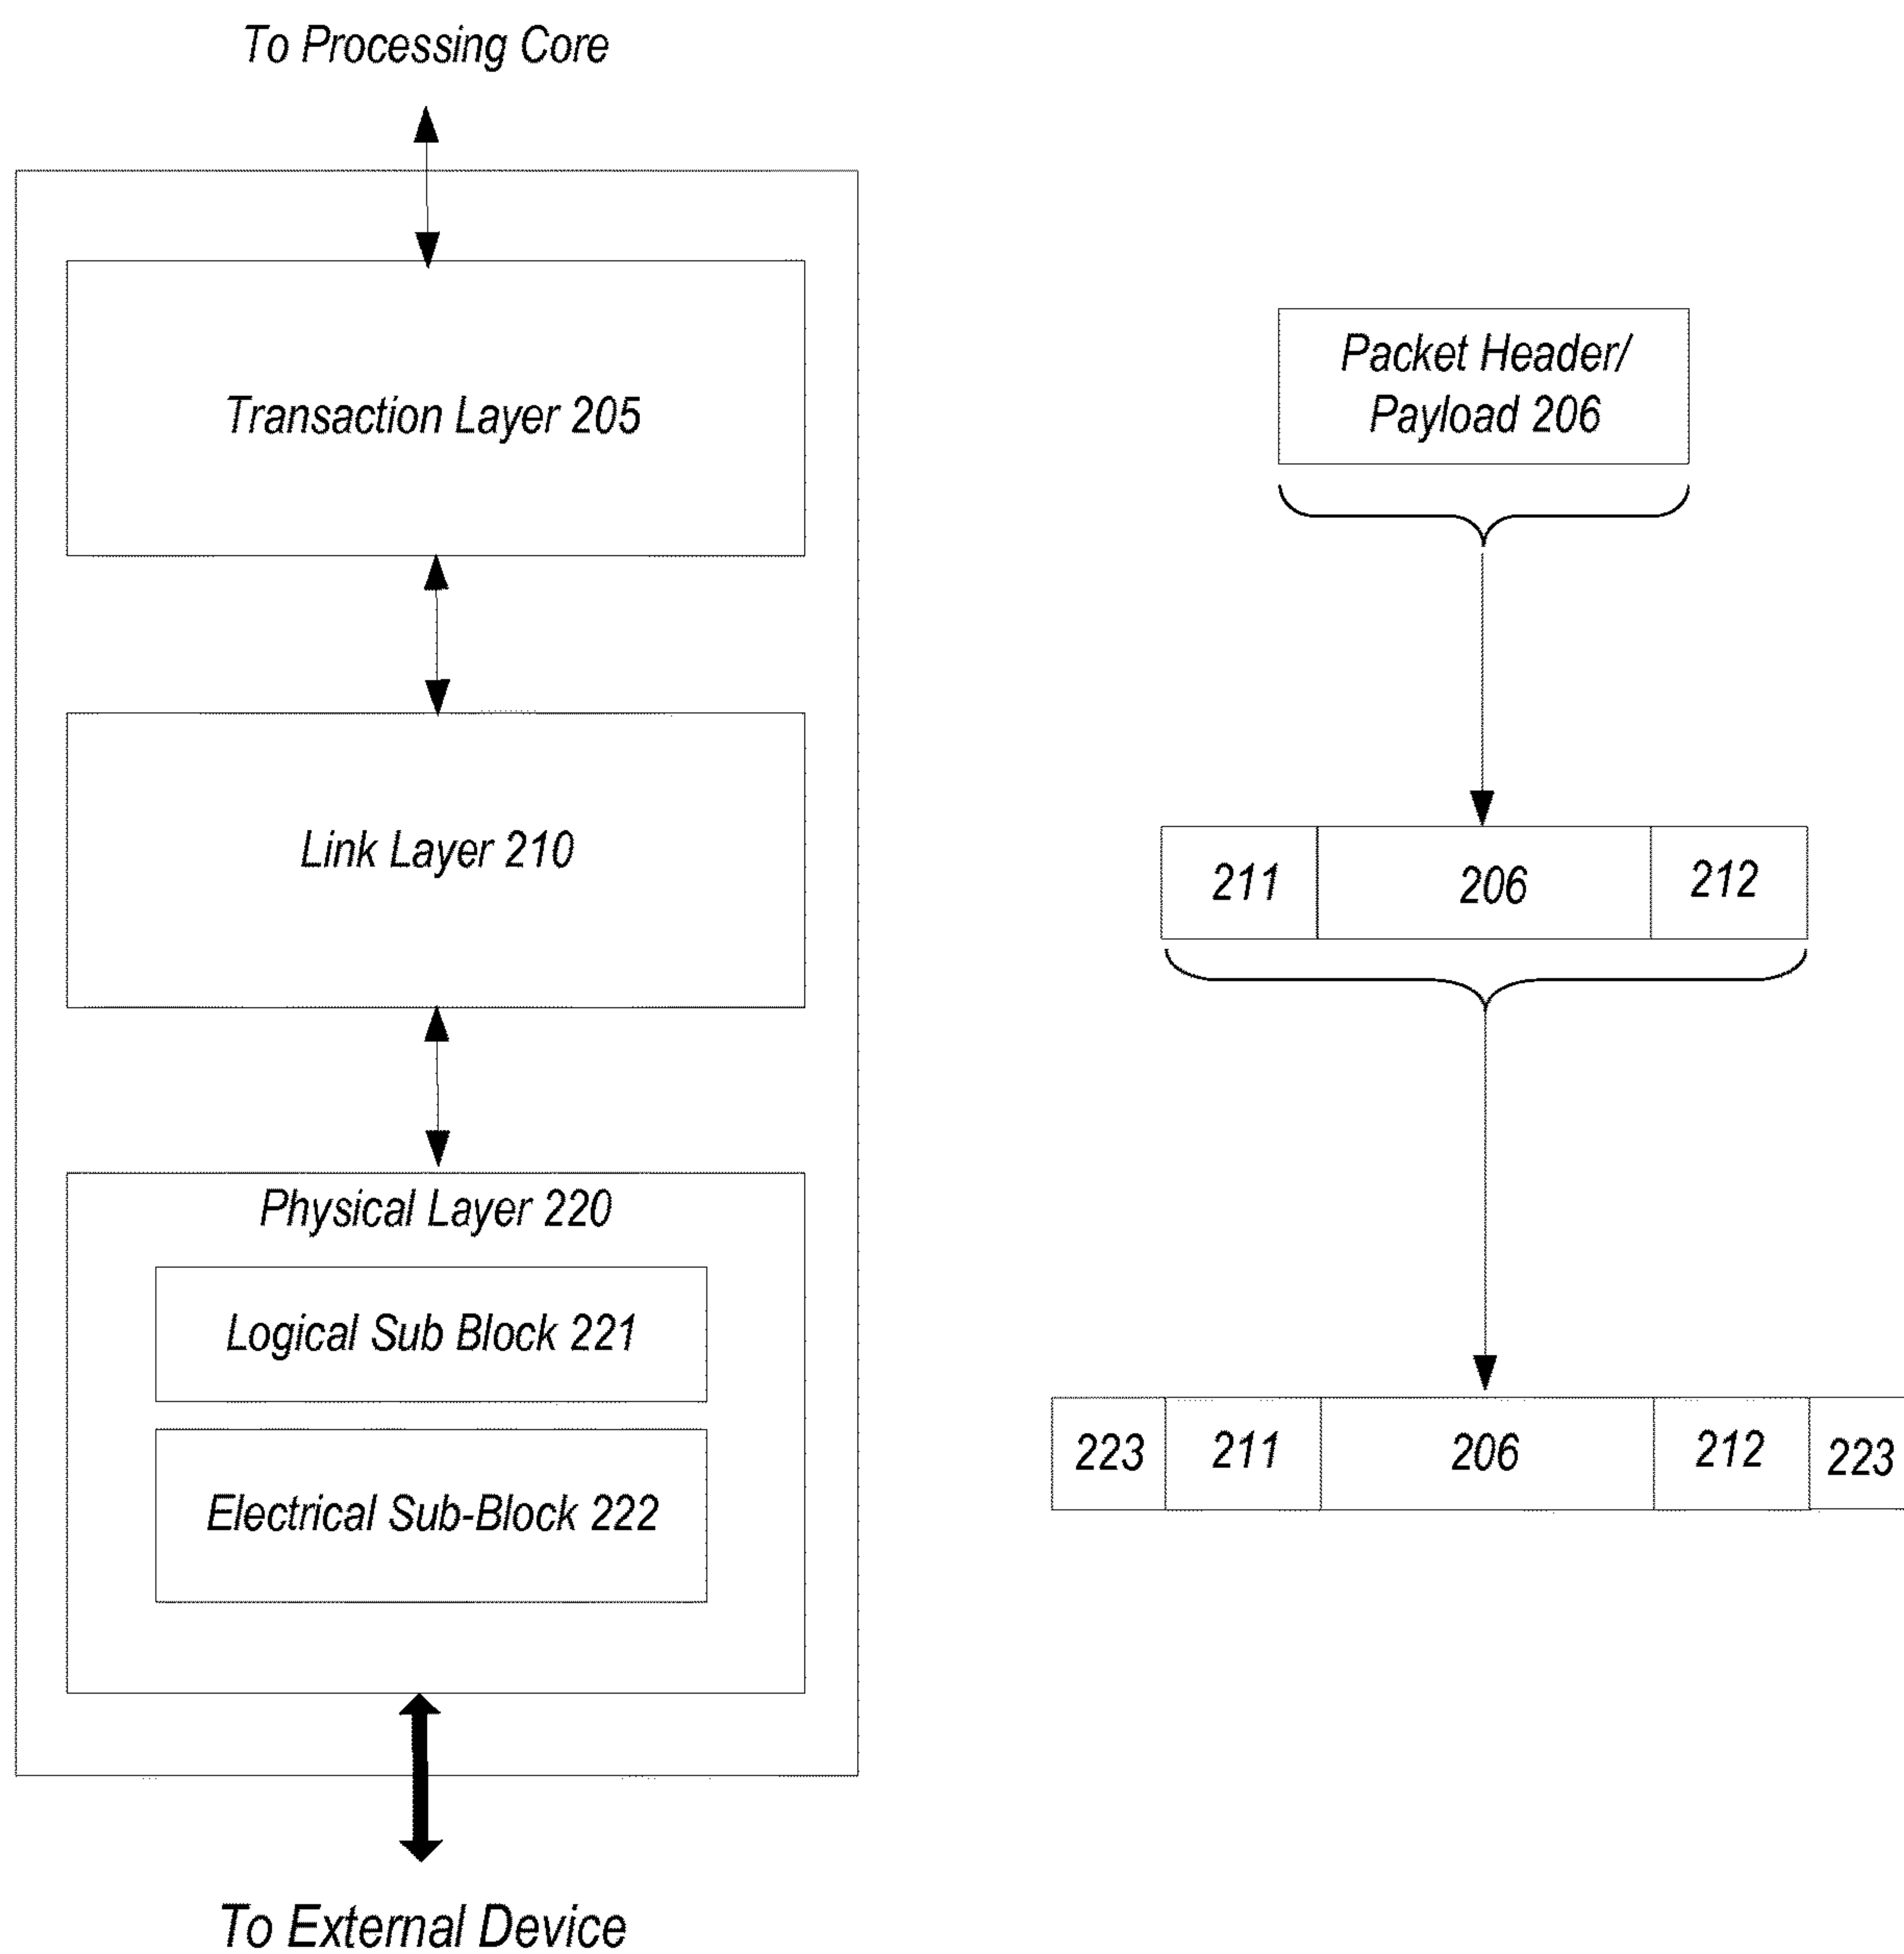 To Processing Core
Transaction Layer 205
Link Layer 210
Physical Layer 220
Logical Sub Block 221
Electrical Sub-Block 222
To External Device
Packet Header/
Payload 206
211 206 212
223 211 206 212 223